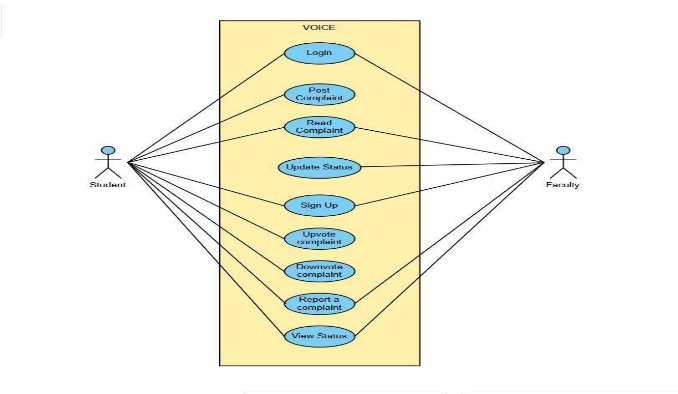 VOICE
Login
Post
Complaint
Read
Complaint
Update Status
Student
Faculty
Sign Up
Upvote
complaint
Downvote
complaint
Report a
complaint
View Status